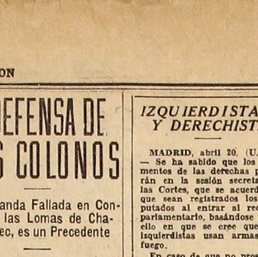 ON
DEFENSA DE
S COLONOS
anda Fallada en Con-
las Lomas de Cha-
ec, es un Precedente
IZQUIERDISTA
Y DERECHIST
MADRID, abril 20. (U.
— Se ha sabido que los
mentos de las derechas p
rán en la sesión secreta
las Cortes, que se acuerd
que sean registrados los
putados al entrar al rec
parlamentario, basándose
ello en que se cree que
izquierdistas usan armas
fuego.
En caso de que no pros